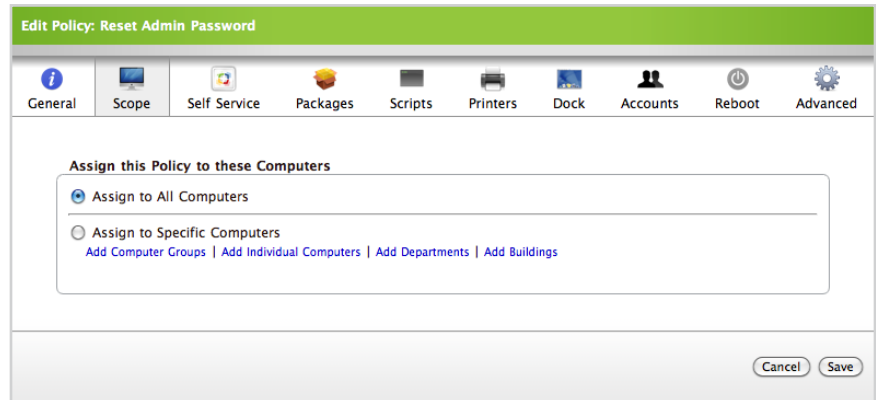 Edit Policy: Reset Admin Password
General Scope Self Service Packages Scripts Printers Dock Accounts Reboot Advanced
Assign this Policy to these Computers
Assign to All Computers
Assign to Specific Computers
Add Computer Groups | Add Individual Computers | Add Departments | Add Buildings
Cancel Save